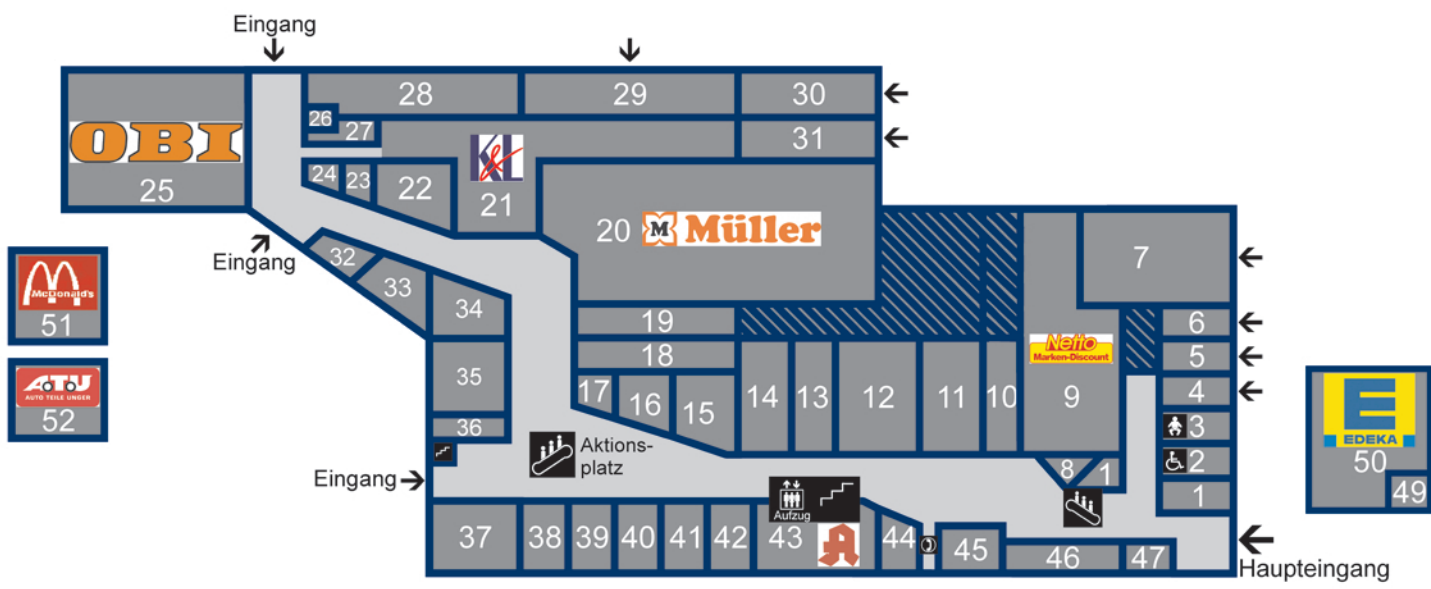 Eingang
OBI
25
28
29
30
26
27
31
K&L
21
24
23
22
20
M Müller
7
Eingang
32
33
34
McDonald's
51
19
18
6
5
Netto
Marken-Discount
9
35
17
16
15
14
13
12
11
10
4
ATU
AUTO TEILE UNGER
52
E
EDEKA
50
49
36
3
Aktions-
platz
2
8
1
1
Eingang
Aufzug
37
38
39
40
41
42
43
A
44
45
46
47
Haupteingang